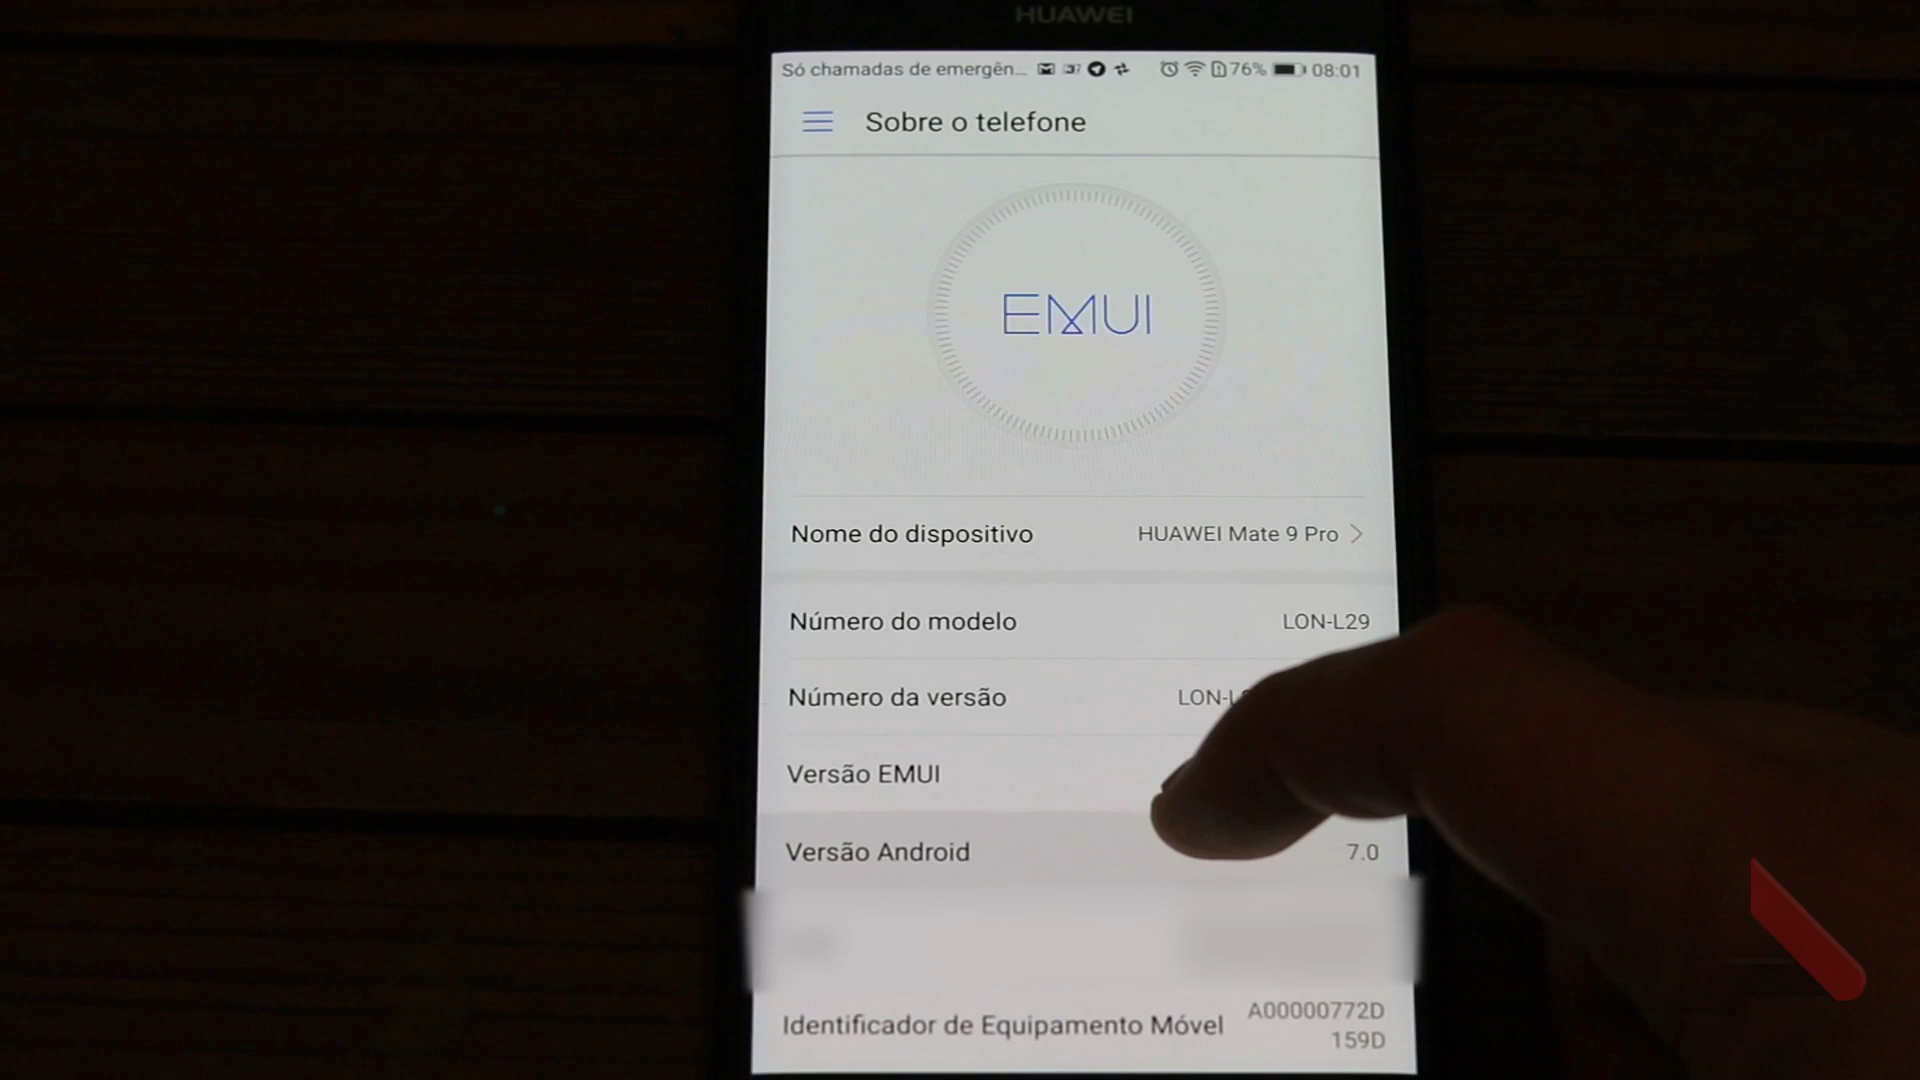 HUAWEI
Só chamadas de emergên... 76% 08:01
Sobre o telefone
EMUI
Nome do dispositivo HUAWEI Mate 9 Pro
Número do modelo LON-L29
Número da versão
Versão EMUI
Versão Android 7.0
Identificador de Equipamento Móvel A00000772D
159D